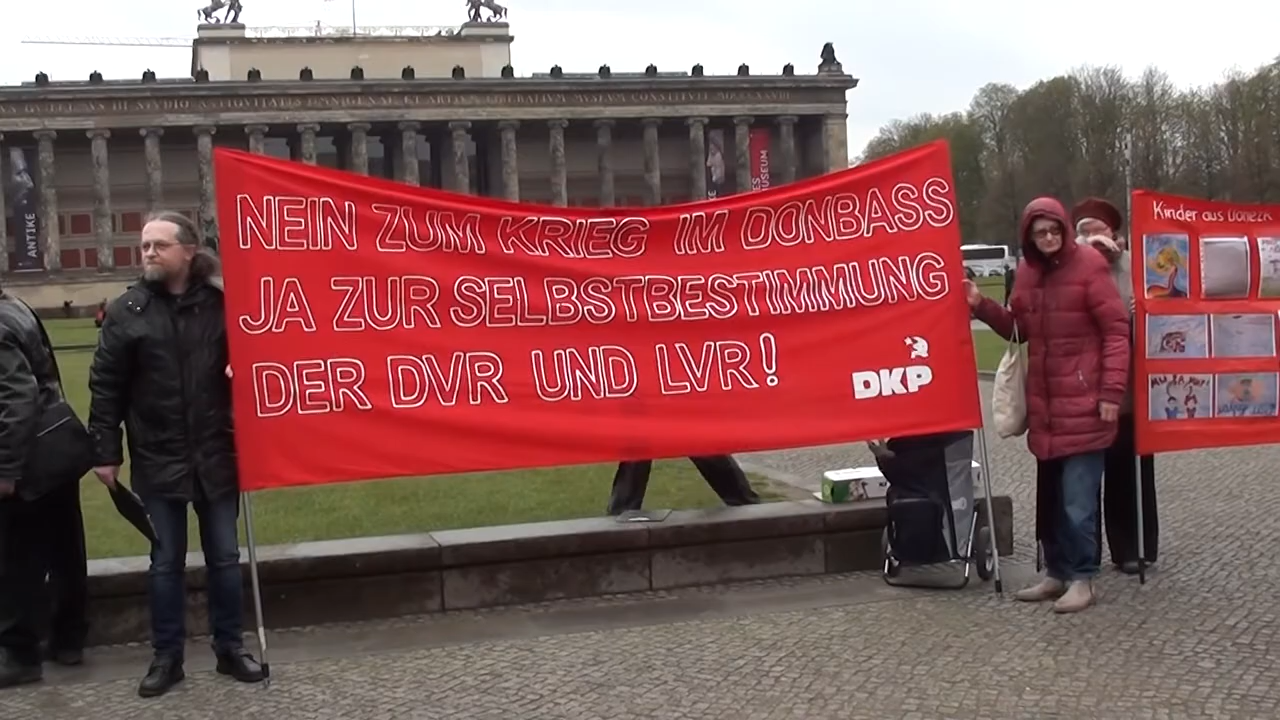 ANTIKE
MUSEUM
NEIN ZUM KRIEG IM DONBASS
JA ZUR SELBSTBESTIMMUNG
DER DVR UND LVR!
DKP
Kinder aus Donezk